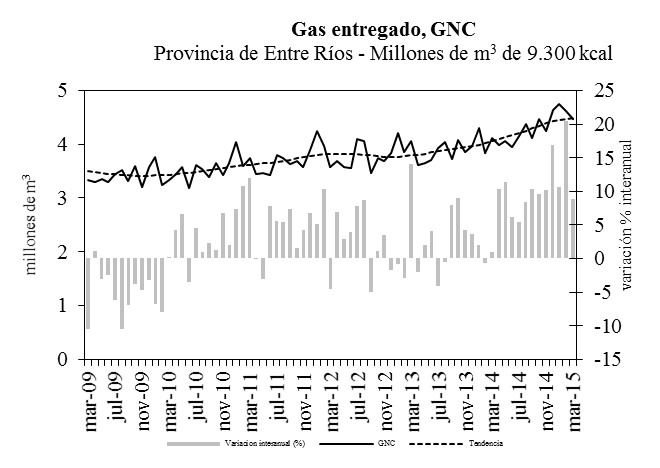 Gas entregado, GNC
Provincia de Entre Ríos - Millones de m³ de 9.300 kcal
millones de m³
5
4
3
2
1
0
25
20
15
10
5
0
-5
-10
-15
variación % interanual
mar-09
jul-09
nov-09
mar-10
jul-10
nov-10
mar-11
jul-11
nov-11
mar-12
jul-12
nov-12
mar-13
jul-13
nov-13
mar-14
jul-14
nov-14
mar-15
Variacion interanual (%) GNC Tendencia